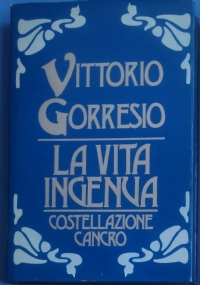 VITTORIO
GORRESIO
LA VITA
INGENUA
COSTELLAZIONE
CANCRO